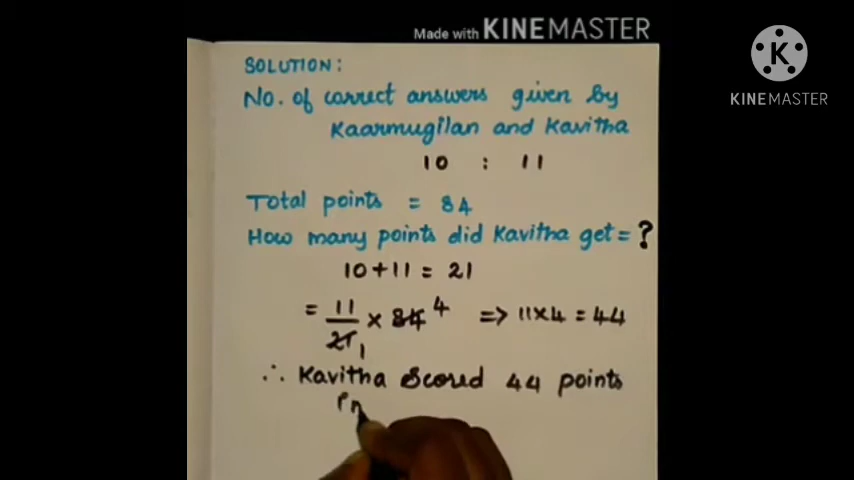 Made with KINEMASTER
KINEMASTER
SOLUTION:
No. of correct answers given by
Kaarmugilan and Kavitha
10 : 11
Total points = 84
How many points did Kavitha get = ?
10+11 = 21
= 11/21 1 × 84 4 => 11×4 = 44
∴ Kavitha Scored 44 points